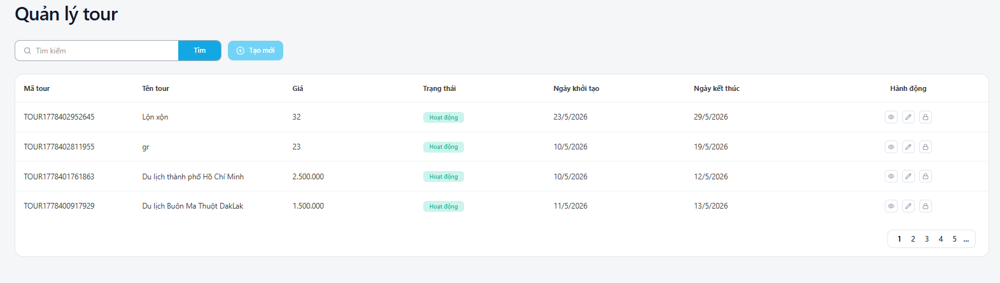 Quản lý tour
Tìm kiếm Tìm Tạo mới
Mã tour Tên tour Giá Trạng thái Ngày khởi tạo Ngày kết thúc Hành động
TOUR1778402952645 Lộn xộn 32 Hoạt động 23/5/2026 29/5/2026
TOUR1778402811955 gr 23 Hoạt động 10/5/2026 19/5/2026
TOUR1778401761863 Du lịch thành phố Hồ Chí Minh 2.500.000 Hoạt động 10/5/2026 12/5/2026
TOUR1778400917929 Du lịch Buôn Ma Thuột DakLak 1.500.000 Hoạt động 11/5/2026 13/5/2026
1 2 3 4 5 ...